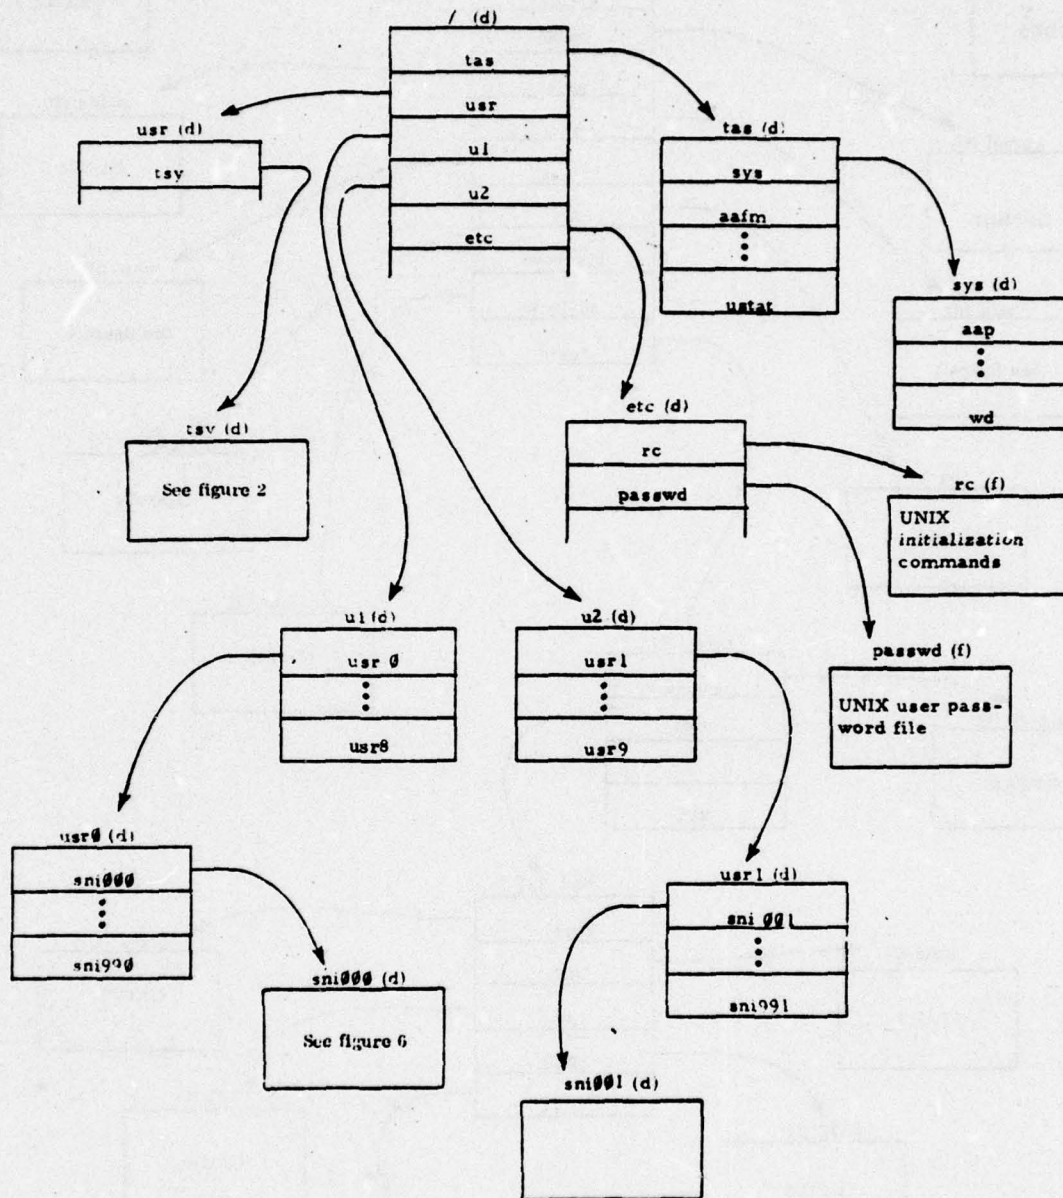 / (d)
tas
usr
u1
u2
etc
usr (d)
tsy
tas (d)
sys
aafm
ustat
sys (d)
aap
wd
tsv (d)
See figure 2
etc (d)
rc
passwd
rc (f)
UNIX
initialization
commands
passwd (f)
UNIX user pass-
word file
u1 (d)
usr 0
usr8
u2 (d)
usr1
usr9
usr0 (d)
sni000
sni990
sni000 (d)
See figure 6
usr1 (d)
sni 001
sni991
sni001 (d)